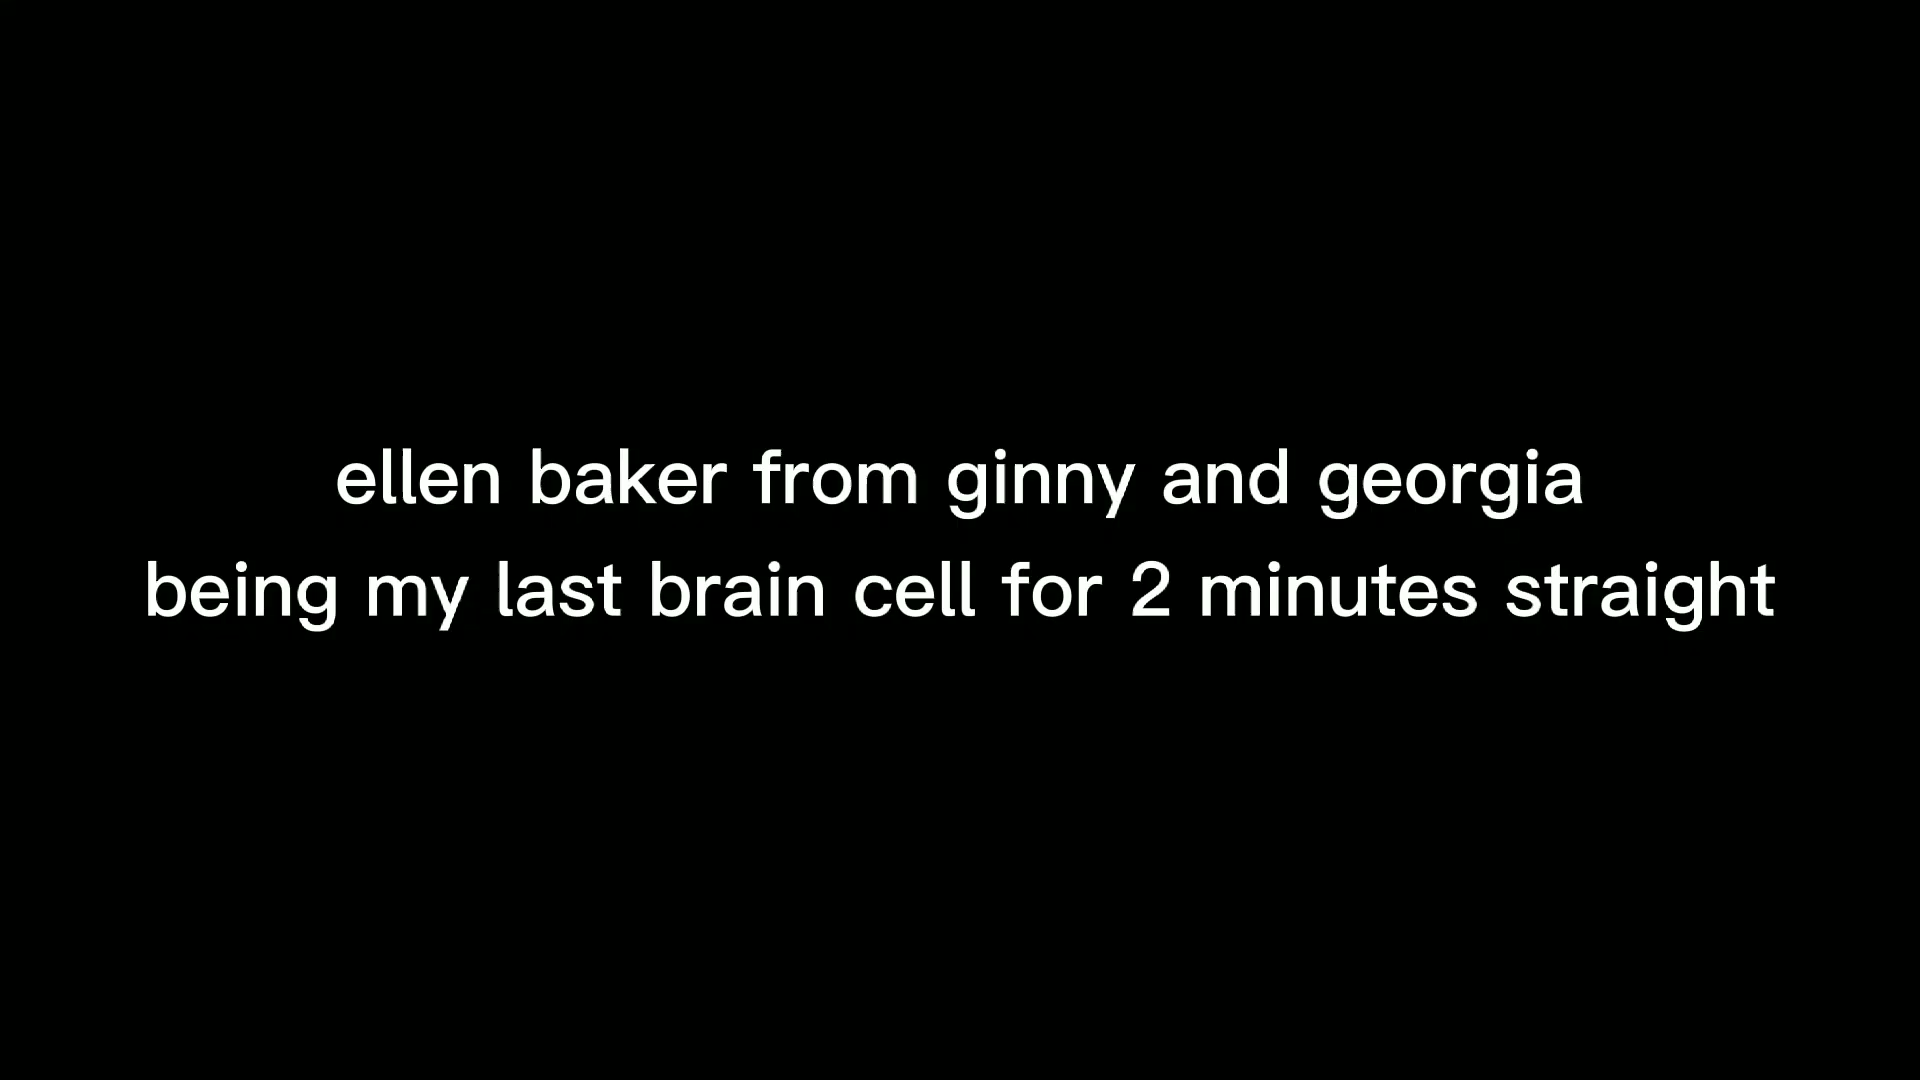 ellen baker from ginny and georgia
being my last brain cell for 2 minutes straight